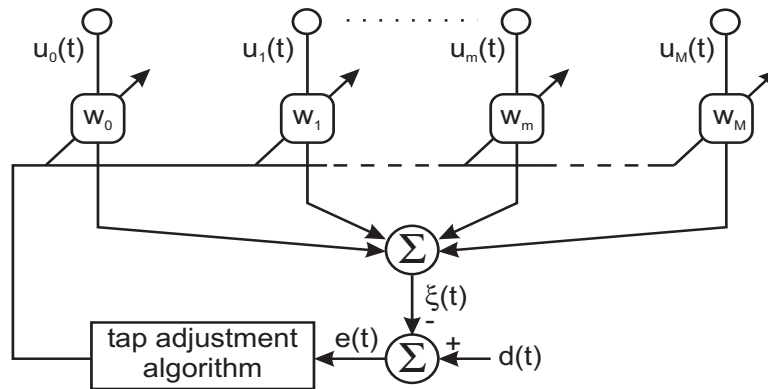 u₀(t) u₁(t) uₘ(t) u_M(t)
w₀ w₁ wₘ w_M
Σ
ξ(t)
-
tap adjustment
algorithm
e(t) Σ + d(t)